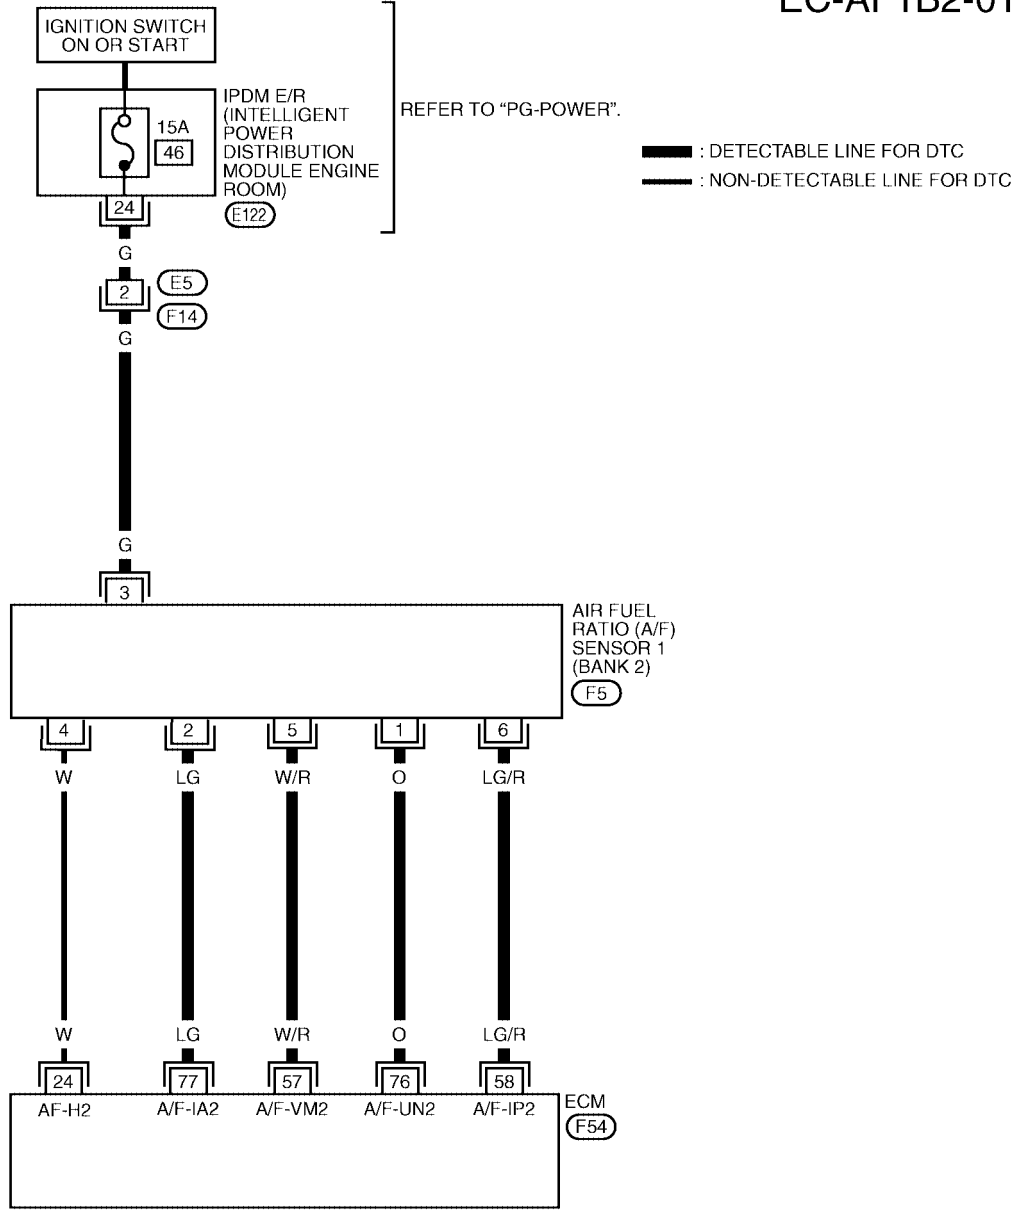 EC-AF1B2-01
IGNITION SWITCH
ON OR START
IPDM E/R
(INTELLIGENT
POWER
DISTRIBUTION
MODULE ENGINE
ROOM)
E122
15A
46
REFER TO “PG-POWER”.
: DETECTABLE LINE FOR DTC
: NON-DETECTABLE LINE FOR DTC
24
G
2
E5
F14
G
G
3
AIR FUEL
RATIO (A/F)
SENSOR 1
(BANK 2)
F5
4 2 5 1 6
W LG W/R O LG/R
W LG W/R O LG/R
24 77 57 76 58
AF-H2 A/F-IA2 A/F-VM2 A/F-UN2 A/F-IP2
ECM
F54